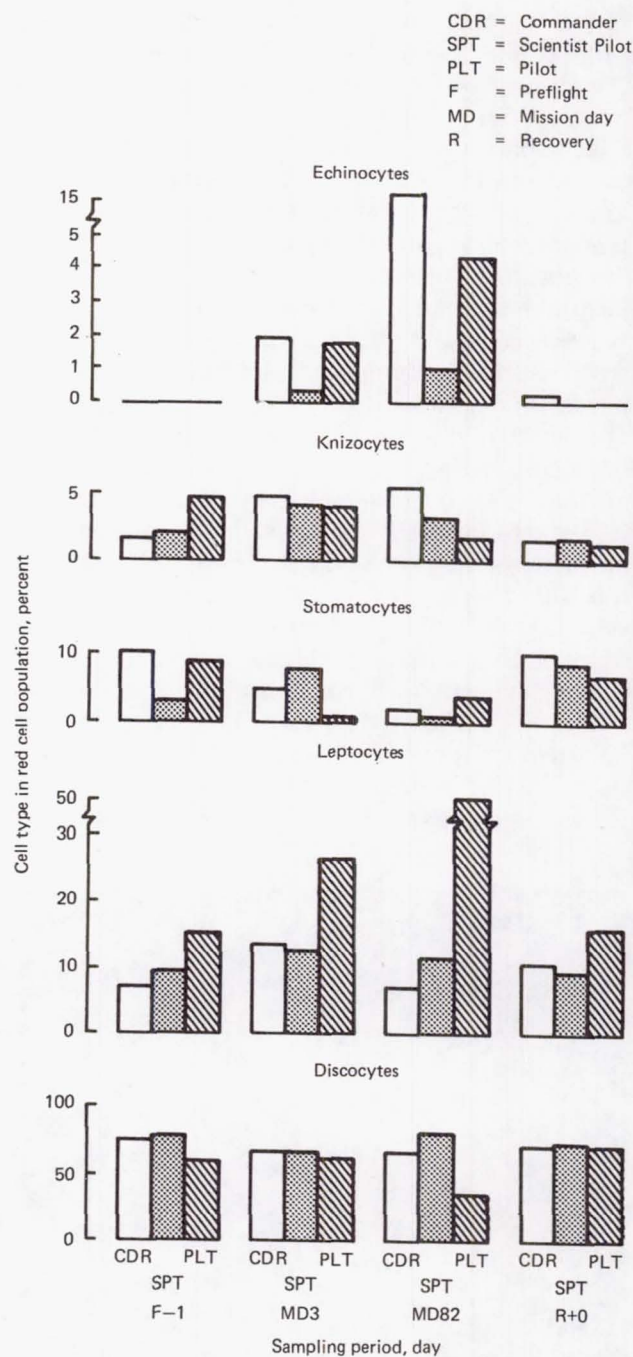 CDR = Commander
SPT = Scientist Pilot
PLT = Pilot
F = Preflight
MD = Mission day
R = Recovery
Echinocytes
15
5
4
3
2
1
0
Knizocytes
5
0
Stomatocytes
10
0
Leptocytes
50
30
20
10
0
Discocytes
100
50
0
Cell type in red cell oopulation, percent
CDR PLT CDR PLT CDR PLT CDR PLT
SPT SPT SPT SPT
F−1 MD3 MD82 R+0
Sampling period, day